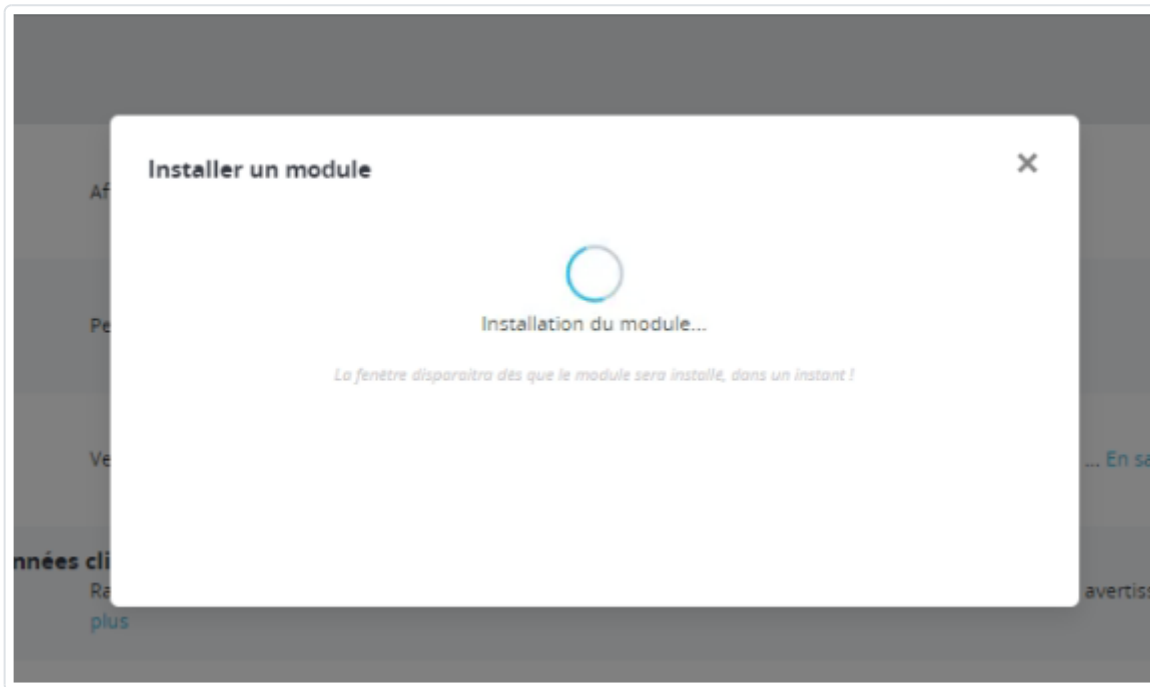 Installer un module
Af
Installation du module...
Pe
La fenêtre disparaitra dès que le module sera installé, dans un instant !
Ve
... En sa
nnées cli
Ra
avertiss
plus